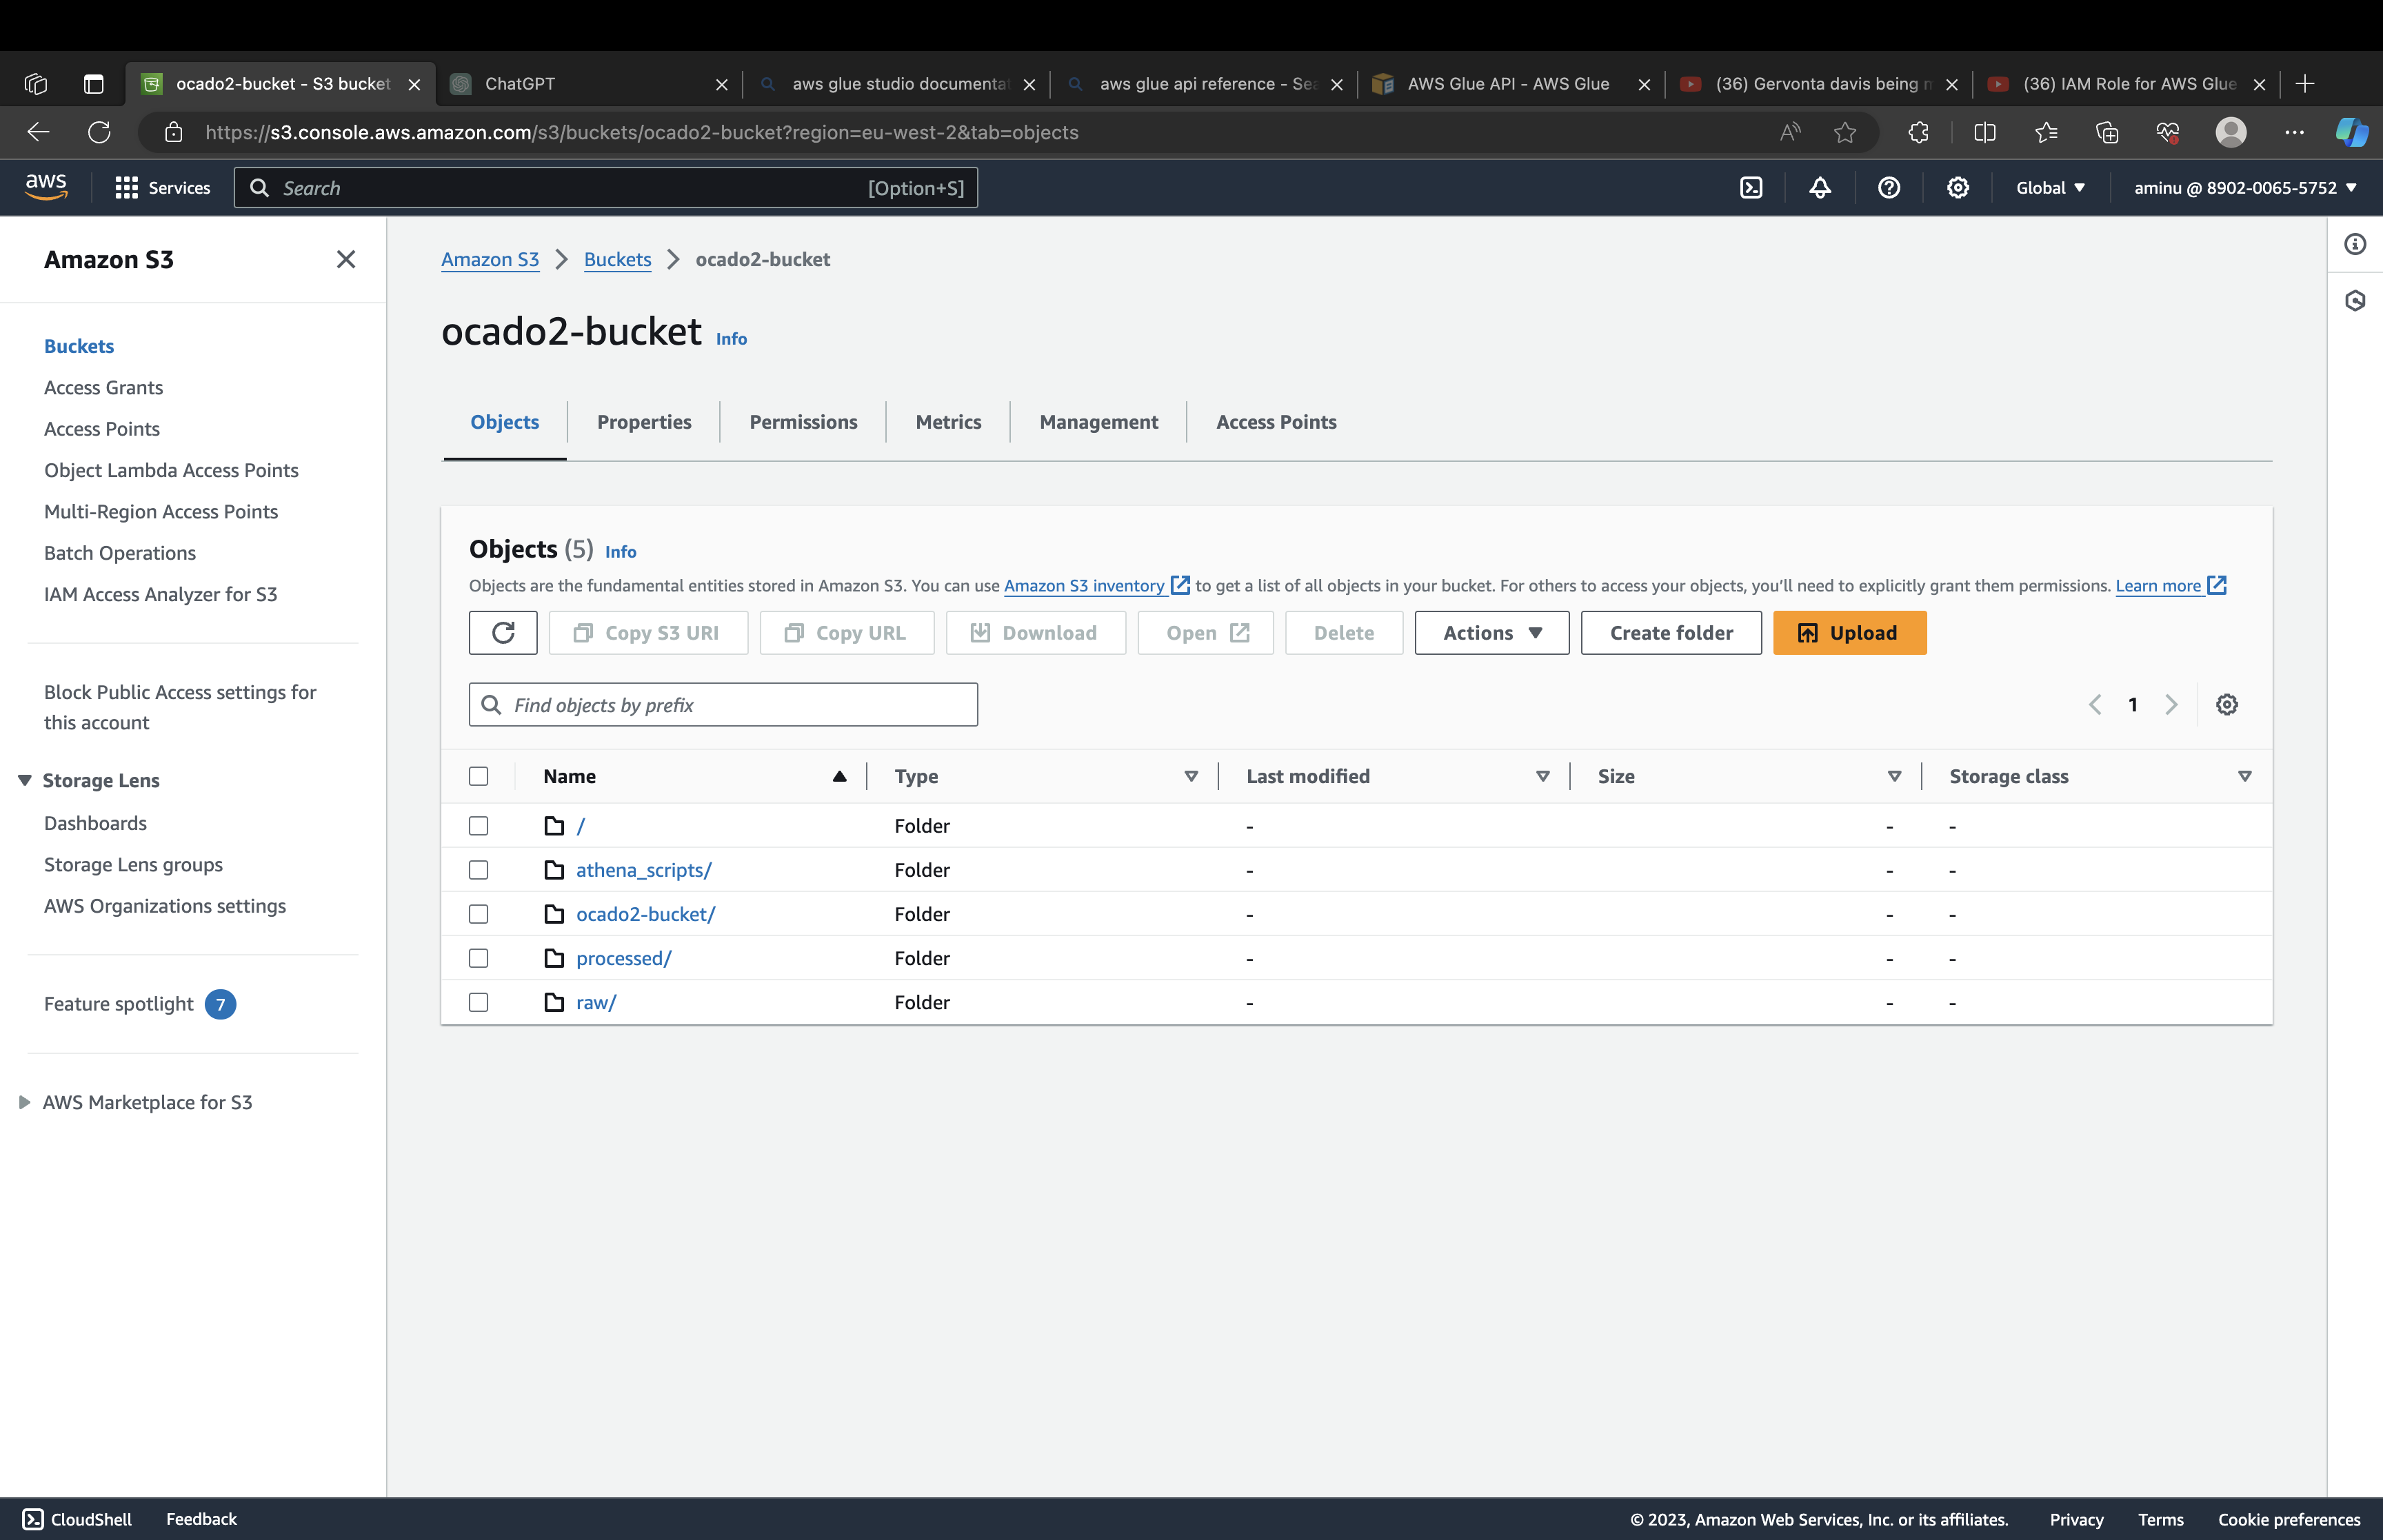 ocado2-bucket - S3 bucket
ChatGPT
aws glue studio documentat
aws glue api reference - Sea
AWS Glue API - AWS Glue
(36) Gervonta davis being m
(36) IAM Role for AWS Glue
https://s3.console.aws.amazon.com/s3/buckets/ocado2-bucket?region=eu-west-2&tab=objects
aws
Services
Search
[Option+S]
Global
aminu @ 8902-0065-5752
Amazon S3
Buckets
Access Grants
Access Points
Object Lambda Access Points
Multi-Region Access Points
Batch Operations
IAM Access Analyzer for S3
Block Public Access settings for
this account
Storage Lens
Dashboards
Storage Lens groups
AWS Organizations settings
Feature spotlight 7
AWS Marketplace for S3
Amazon S3 > Buckets > ocado2-bucket
ocado2-bucket Info
Objects
Properties
Permissions
Metrics
Management
Access Points
Objects (5) Info
Objects are the fundamental entities stored in Amazon S3. You can use Amazon S3 inventory to get a list of all objects in your bucket. For others to access your objects, you'll need to explicitly grant them permissions. Learn more
Copy S3 URI
Copy URL
Download
Open
Delete
Actions
Create folder
Upload
Find objects by prefix
1
Name Type Last modified Size Storage class
/ Folder - - -
athena_scripts/ Folder - - -
ocado2-bucket/ Folder - - -
processed/ Folder - - -
raw/ Folder - - -
CloudShell
Feedback
© 2023, Amazon Web Services, Inc. or its affiliates.
Privacy
Terms
Cookie preferences